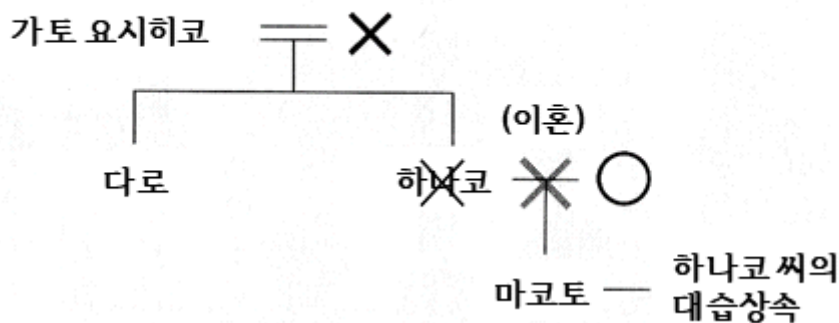 가토 요시히코
(이혼)
다로
하나코
마코토
하나코 씨의
대습상속